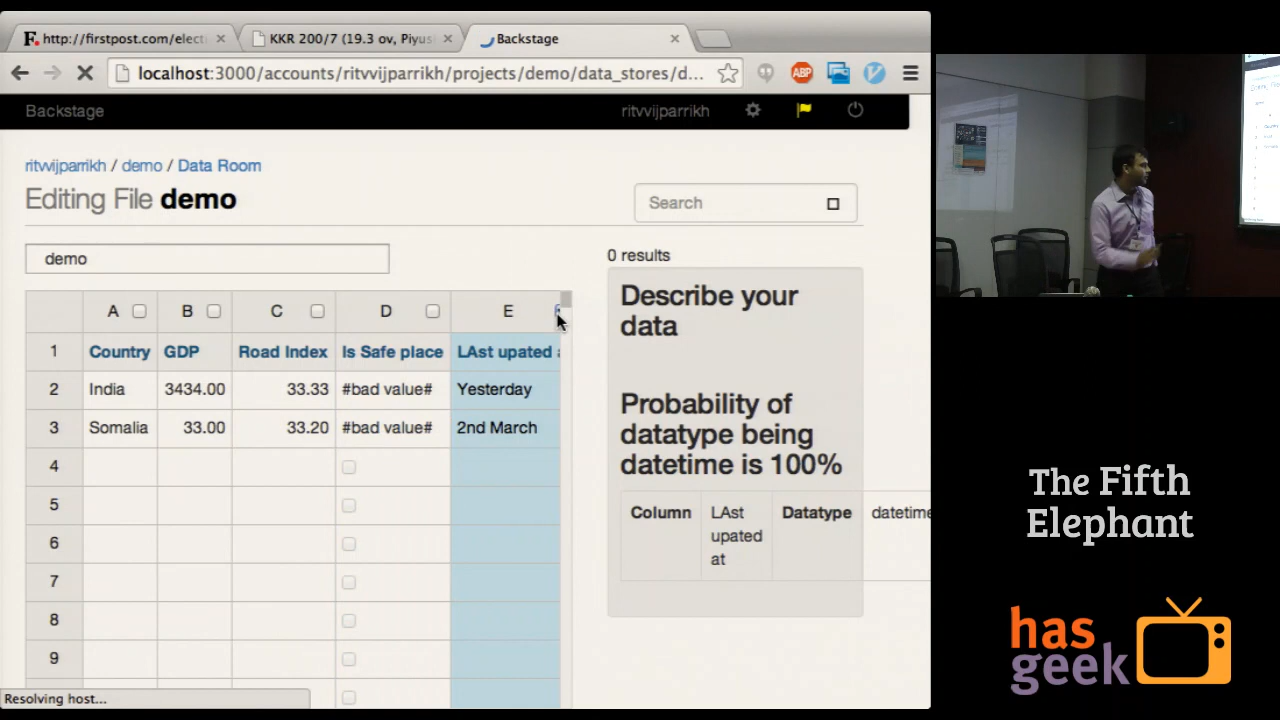 F. http://firstpost.com/elect
KKR 200/7 (19.3 ov, Piyus
Backstage
localhost:3000/accounts/ritvvijparrikh/projects/demo/data_stores/d...
ABP
Backstage
ritvvijparrikh
ritvvijparrikh / demo / Data Room
Editing File demo
Search
demo
0 results
A B C D E
1 Country GDP Road Index Is Safe place LAst upated a
2 India 3434.00 33.33 #bad value# Yesterday
3 Somalia 33.00 33.20 #bad value# 2nd March
4
5
6
7
8
9
Describe your
data
Probability of
datatype being
datetime is 100%
Column LAst upated at Datatype datetime
Resolving host...
The Fifth
Elephant
has
geek